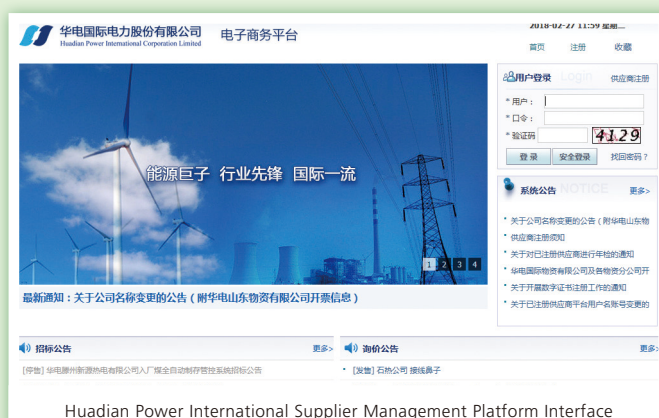 华电国际电力股份有限公司
Huadian Power International Corporation Limited
电子商务平台
2018-02-27 11:59 星期二
首页 注册 收藏
用户登录 Login 供应商注册
* 用户：
* 口令：
* 验证码 4129
登 录 安全登录 找回密码？
能源巨子 行业先锋 国际一流
1 2 3 4
最新通知：关于公司名称变更的公告（附华电山东物资有限公司开票信息）
系统公告 NOTICE 更多>
关于公司名称变更的公告（附华电山东物
供应商注册须知
关于对已注册供应商进行年检的通知
华电国际物资有限公司及各物资分公司开
关于开展数字证书注册工作的通知
关于已注册供应商平台用户名账号变更的
招标公告 更多>
[停售] 华电滕州新源热电有限公司入厂煤全自动制存管控系统招标公告
询价公告 更多>
[发售] 石热公司 接线鼻子
Huadian Power International Supplier Management Platform Interface